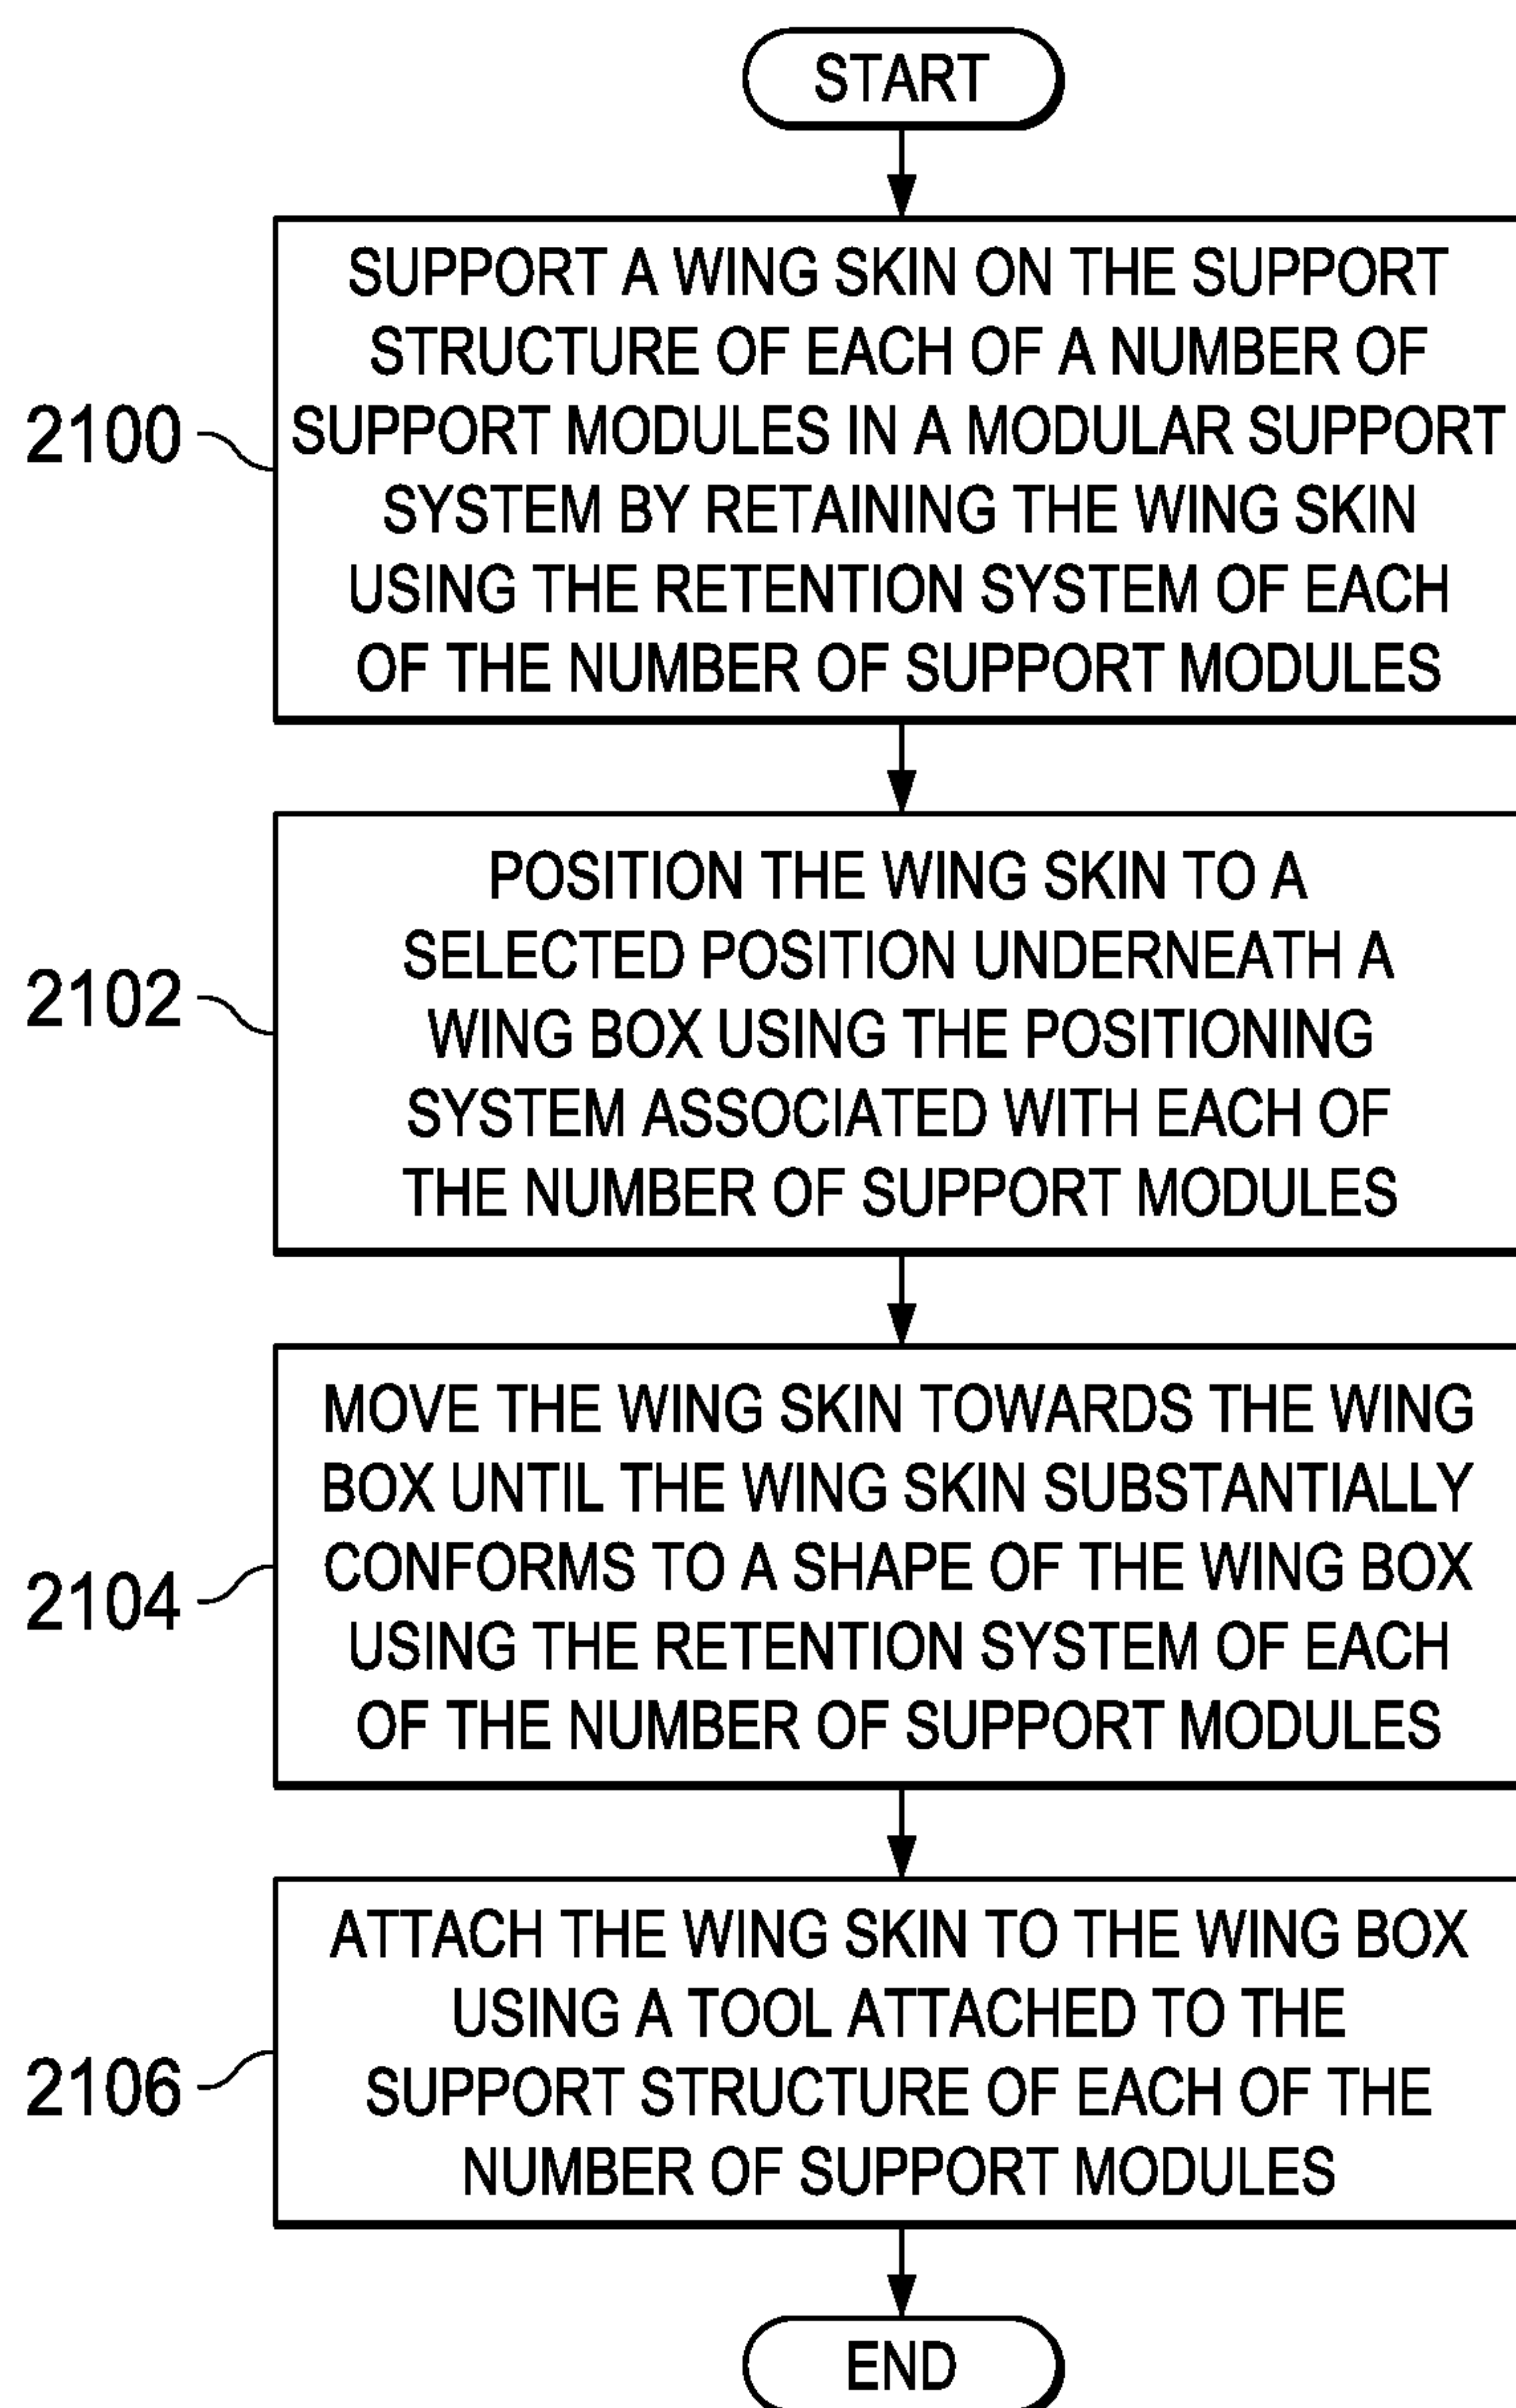 START
SUPPORT A WING SKIN ON THE SUPPORT
STRUCTURE OF EACH OF A NUMBER OF
SUPPORT MODULES IN A MODULAR SUPPORT
SYSTEM BY RETAINING THE WING SKIN
USING THE RETENTION SYSTEM OF EACH
OF THE NUMBER OF SUPPORT MODULES
2100
POSITION THE WING SKIN TO A
SELECTED POSITION UNDERNEATH A
WING BOX USING THE POSITIONING
SYSTEM ASSOCIATED WITH EACH OF
THE NUMBER OF SUPPORT MODULES
2102
MOVE THE WING SKIN TOWARDS THE WING
BOX UNTIL THE WING SKIN SUBSTANTIALLY
CONFORMS TO A SHAPE OF THE WING BOX
USING THE RETENTION SYSTEM OF EACH
OF THE NUMBER OF SUPPORT MODULES
2104
ATTACH THE WING SKIN TO THE WING BOX
USING A TOOL ATTACHED TO THE
SUPPORT STRUCTURE OF EACH OF THE
NUMBER OF SUPPORT MODULES
2106
END